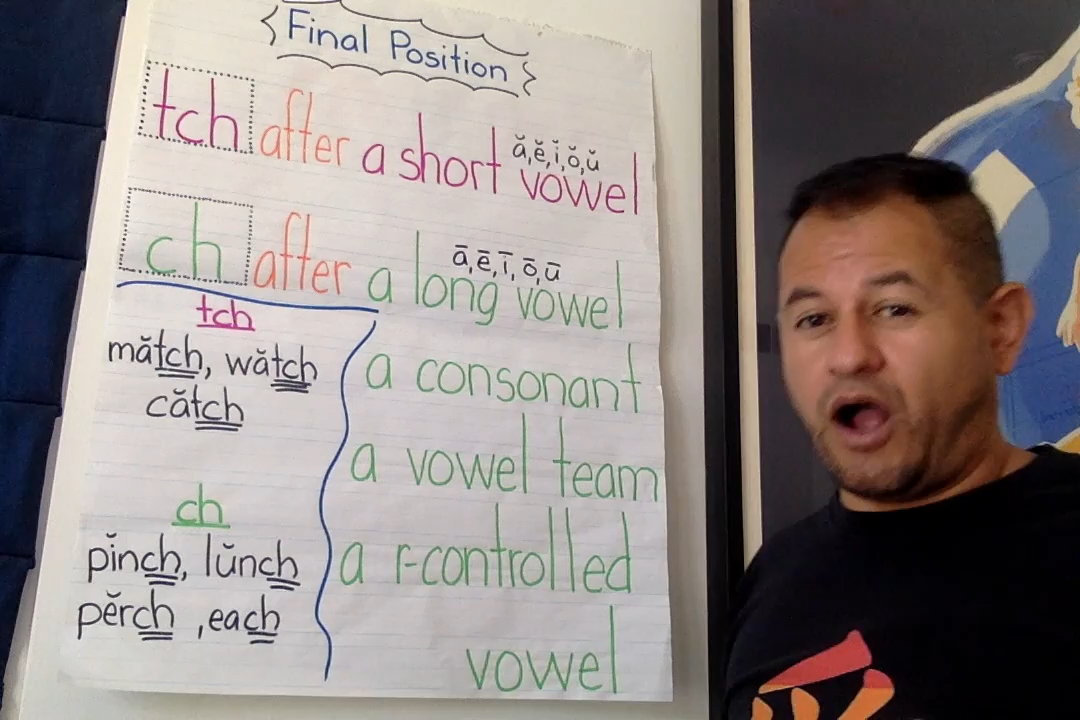 Final Position
tch after a short vowel
ă,ĕ,ĭ,ŏ,ŭ
ch after a long vowel
ā,ē,ī,ō,ū
a consonant
a vowel team
a r-controlled
vowel
tch
mătch, wătch
cătch
ch
pĭnch, lŭnch
pĕrch ,each